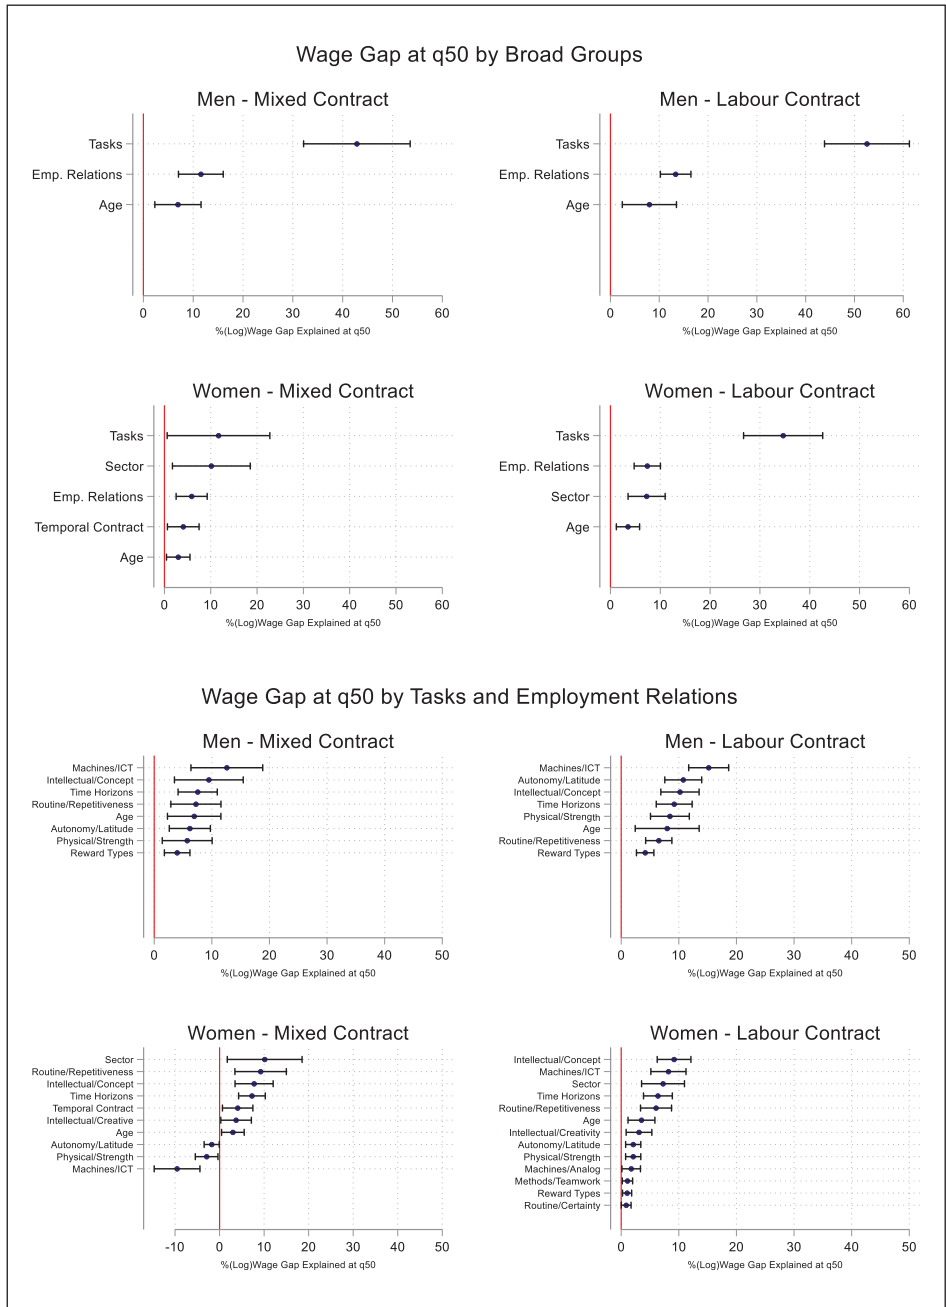 Wage Gap at q50 by Broad Groups
Men - Mixed Contract
Tasks
Emp. Relations
Age
0 10 20 30 40 50 60
%(Log)Wage Gap Explained at q50
Men - Labour Contract
Tasks
Emp. Relations
Age
0 10 20 30 40 50 60
%(Log)Wage Gap Explained at q50
Women - Mixed Contract
Tasks
Sector
Emp. Relations
Temporal Contract
Age
0 10 20 30 40 50 60
%(Log)Wage Gap Explained at q50
Women - Labour Contract
Tasks
Emp. Relations
Sector
Age
0 10 20 30 40 50 60
%(Log)Wage Gap Explained at q50
Wage Gap at q50 by Tasks and Employment Relations
Men - Mixed Contract
Machines/ICT
Intellectual/Concept
Time Horizons
Routine/Repetitiveness
Age
Autonomy/Latitude
Physical/Strength
Reward Types
0 10 20 30 40 50
%(Log)Wage Gap Explained at q50
Men - Labour Contract
Machines/ICT
Autonomy/Latitude
Intellectual/Concept
Time Horizons
Physical/Strength
Age
Routine/Repetitiveness
Reward Types
0 10 20 30 40 50
%(Log)Wage Gap Explained at q50
Women - Mixed Contract
Sector
Routine/Repetitiveness
Intellectual/Concept
Time Horizons
Temporal Contract
Intellectual/Creative
Age
Autonomy/Latitude
Physical/Strength
Machines/ICT
-10 0 10 20 30 40 50
%(Log)Wage Gap Explained at q50
Women - Labour Contract
Intellectual/Concept
Machines/ICT
Sector
Time Horizons
Routine/Repetitiveness
Age
Intellectual/Creativity
Autonomy/Latitude
Physical/Strength
Machines/Analog
Methods/Teamwork
Reward Types
Routine/Certainty
0 10 20 30 40 50
%(Log)Wage Gap Explained at q50